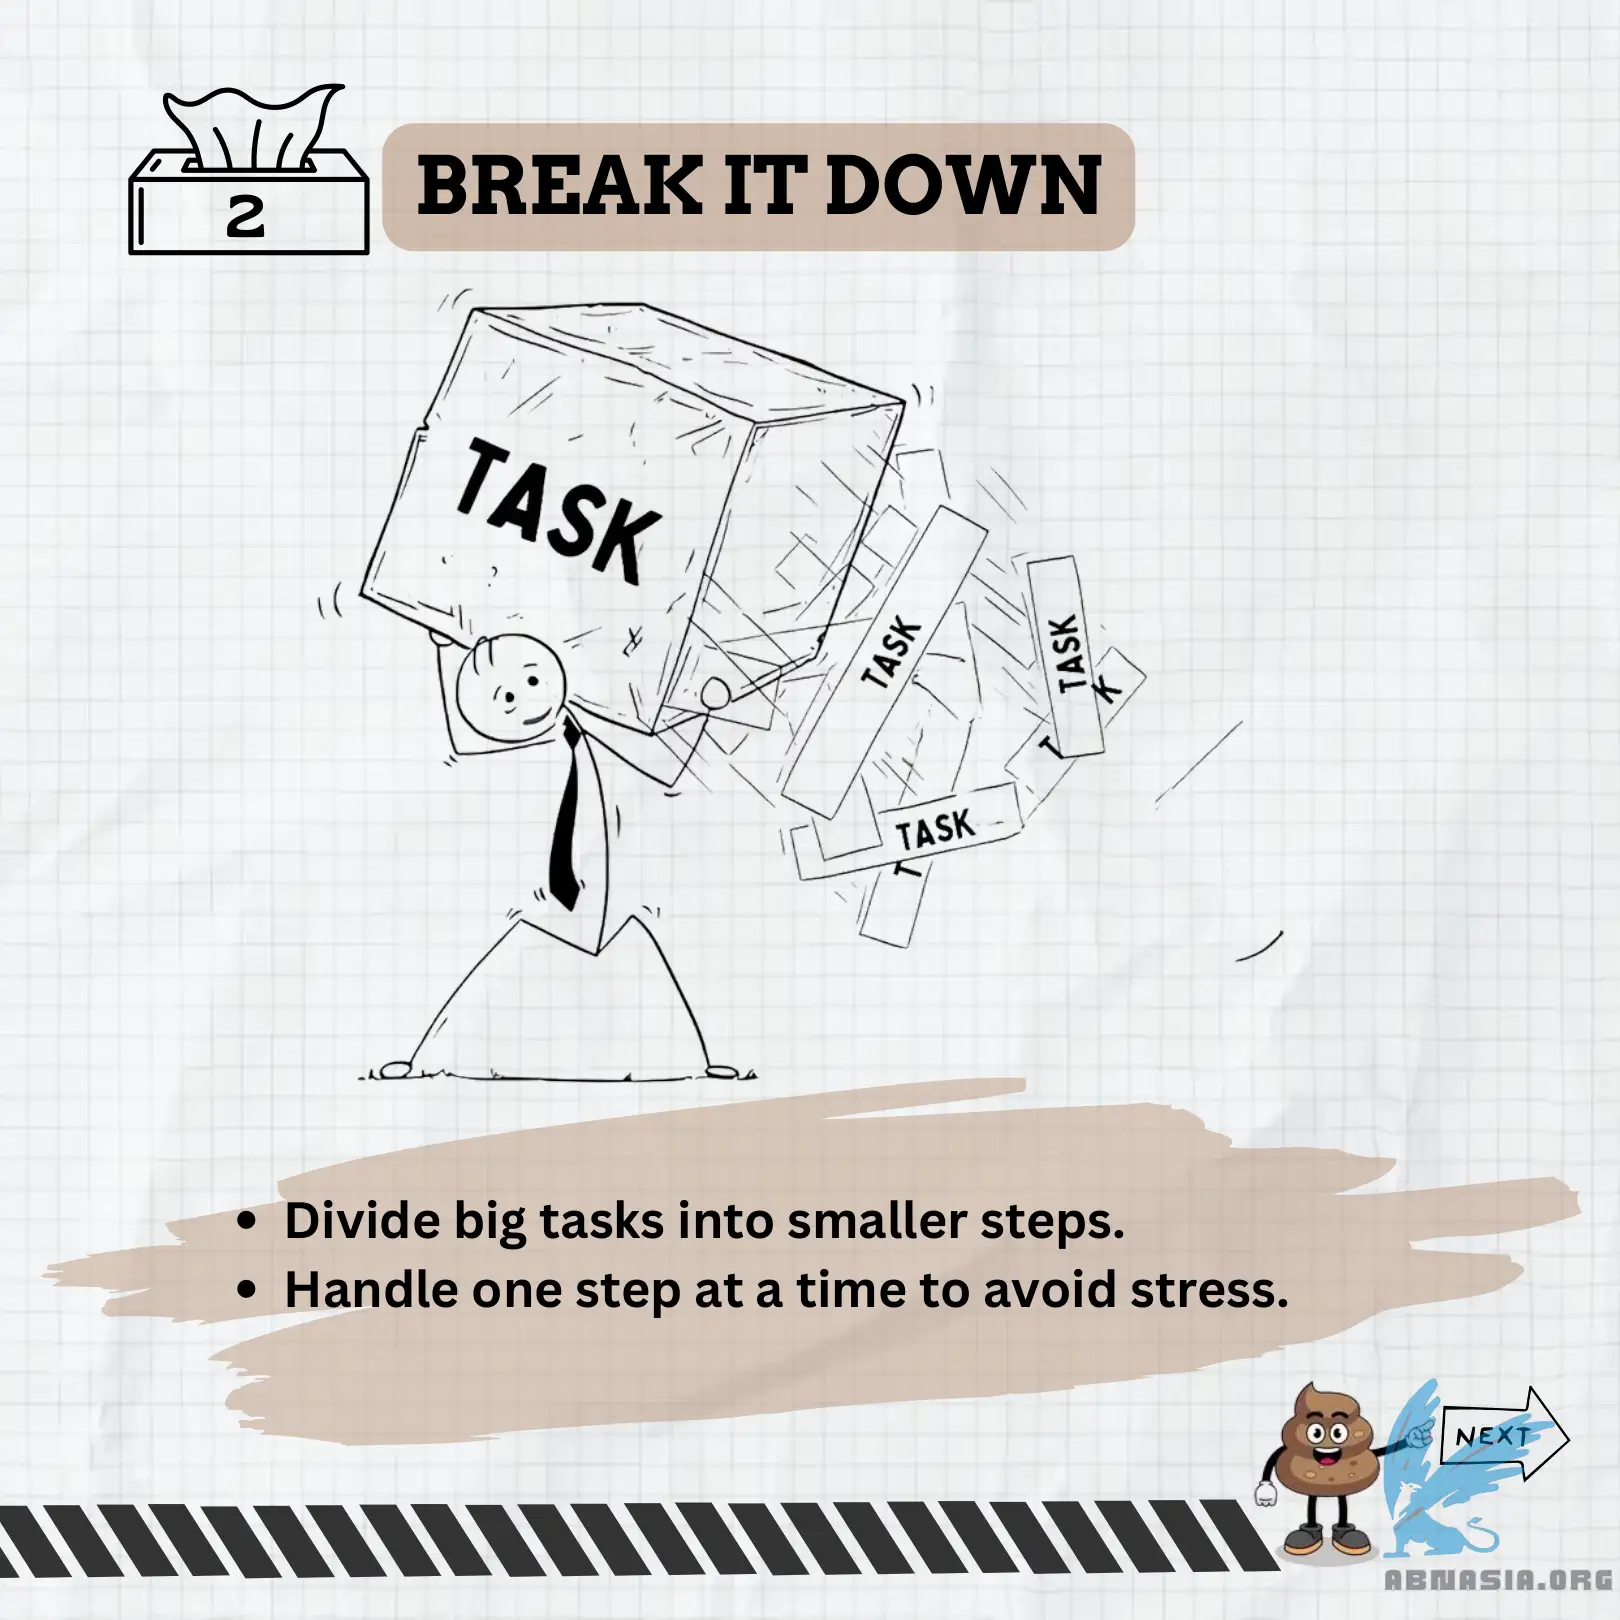 2
BREAK IT DOWN
TASK
TASK
TASK
T K
TASK
T
• Divide big tasks into smaller steps.
• Handle one step at a time to avoid stress.
NEXT
ABNASIA.ORG